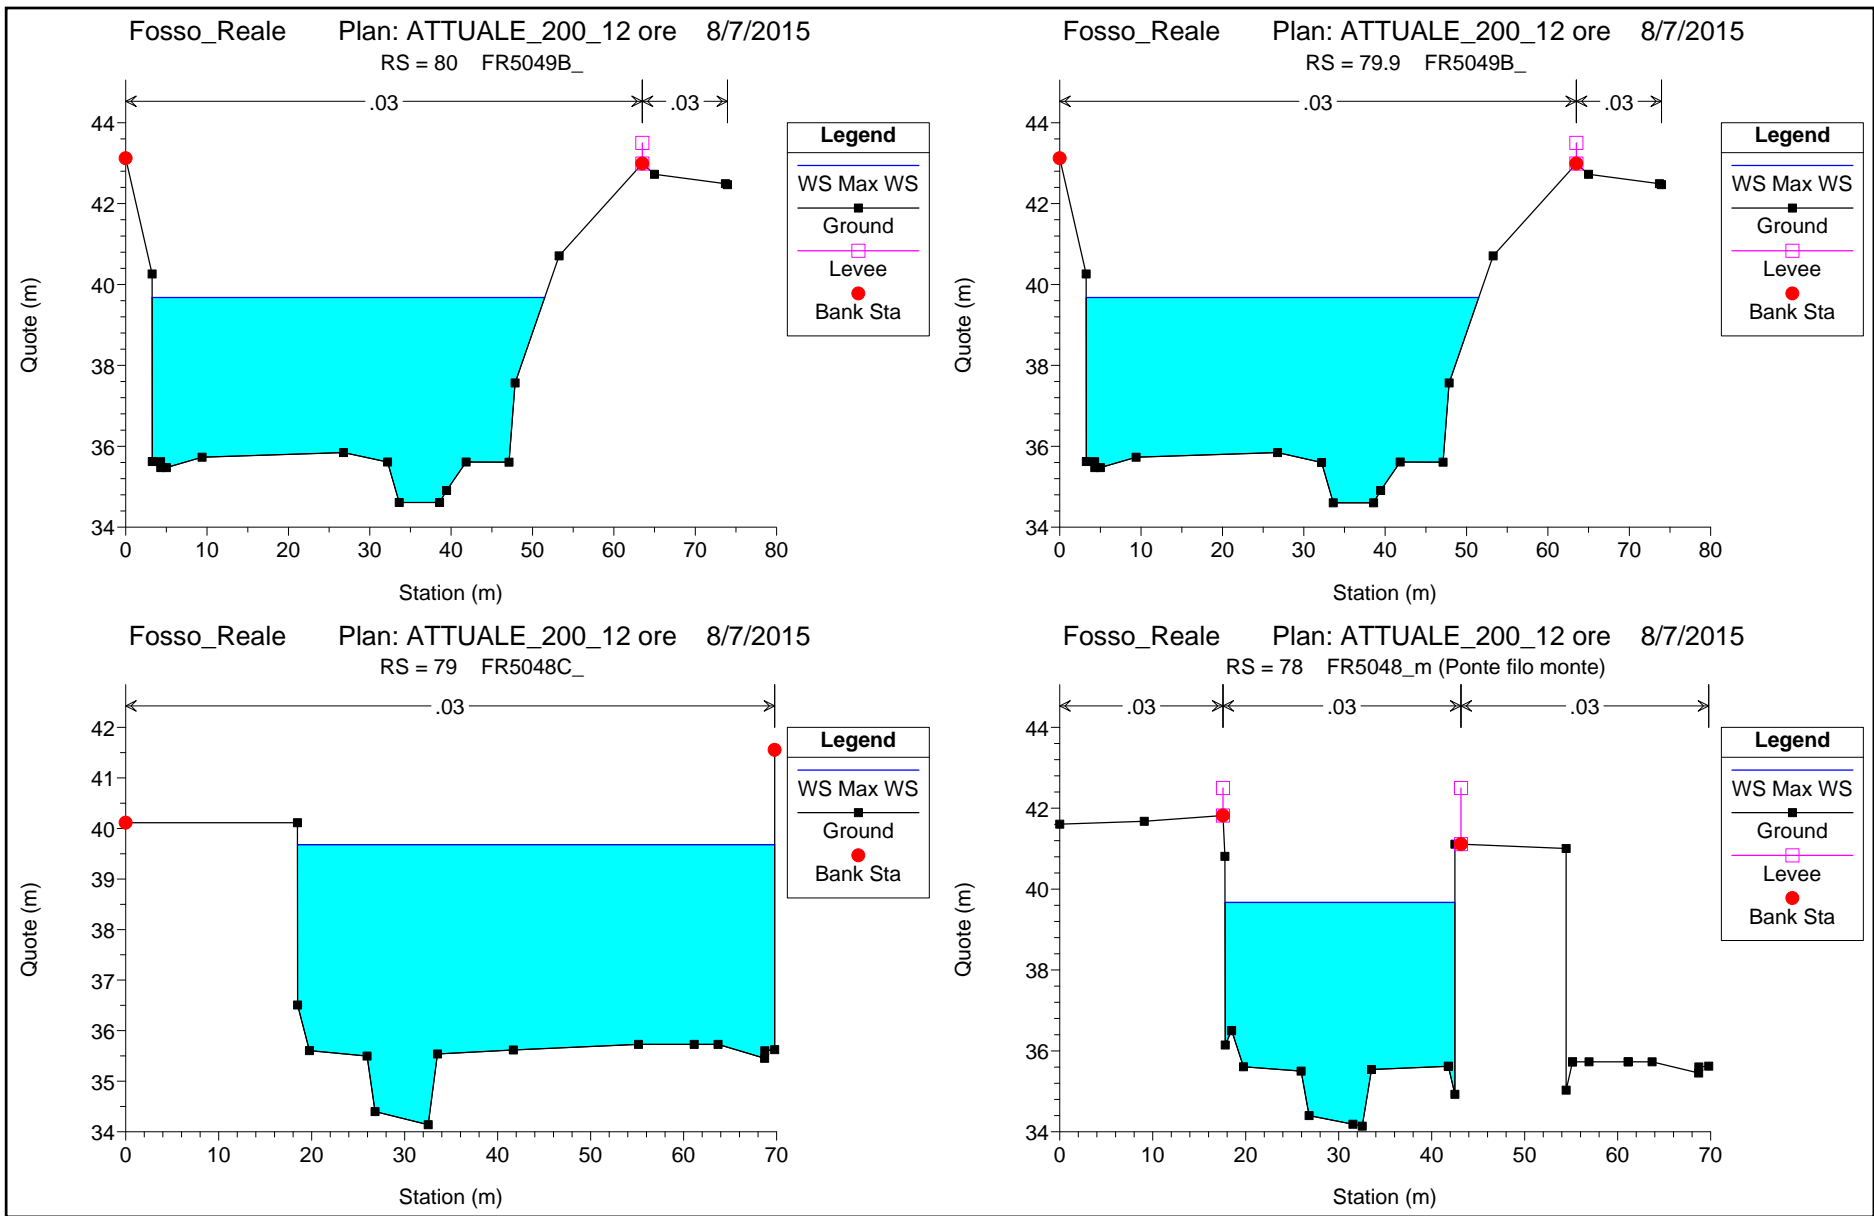 Fosso_Reale Plan: ATTUALE_200_12 ore 8/7/2015
RS = 80 FR5049B_
.03 .03
44
42
40
38
36
34
0 10 20 30 40 50 60 70 80
Station (m)
Quote (m)
Legend
WS Max WS
Ground
Levee
Bank Sta
Fosso_Reale Plan: ATTUALE_200_12 ore 8/7/2015
RS = 79.9 FR5049B_
.03 .03
44
42
40
38
36
34
0 10 20 30 40 50 60 70 80
Station (m)
Quote (m)
Legend
WS Max WS
Ground
Levee
Bank Sta
Fosso_Reale Plan: ATTUALE_200_12 ore 8/7/2015
RS = 79 FR5048C_
.03
42
41
40
39
38
37
36
35
34
0 10 20 30 40 50 60 70
Station (m)
Quote (m)
Legend
WS Max WS
Ground
Bank Sta
Fosso_Reale Plan: ATTUALE_200_12 ore 8/7/2015
RS = 78 FR5048_m (Ponte filo monte)
.03 .03 .03
44
42
40
38
36
34
0 10 20 30 40 50 60 70
Station (m)
Quote (m)
Legend
WS Max WS
Ground
Levee
Bank Sta